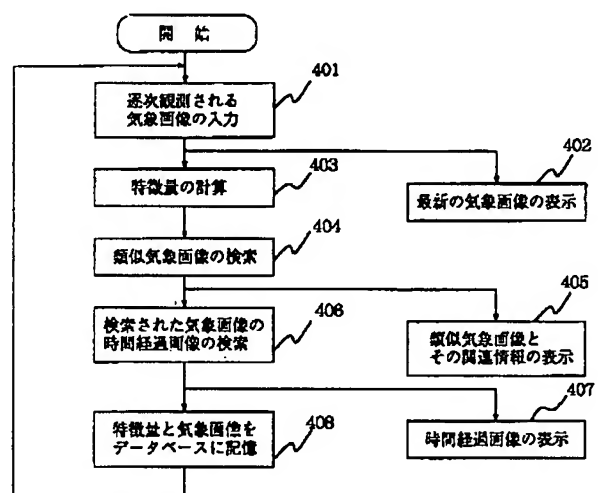 開 始
401
逐次観測される
気象画像の入力
402
403
特徴量の計算
最新の気象画像の表示
404
類似気象画像の検索
405
406
検索された気象画像の
時間経過画像の検索
類似気象画像と
その関連情報の表示
407
408
特徴量と気象画像を
データベースに記憶
時間経過画像の表示